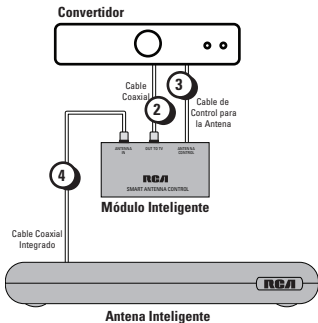 Convertidor
Cable
Coaxial
2
3
Cable de
Control para
la Antena
4
ANTENNA
IN
OUT TO TV
ANTENNA
CONTROL
RCA
SMART ANTENNA CONTROL
Módulo Inteligente
Cable Coaxial
Integrado
RCA
Antena Inteligente